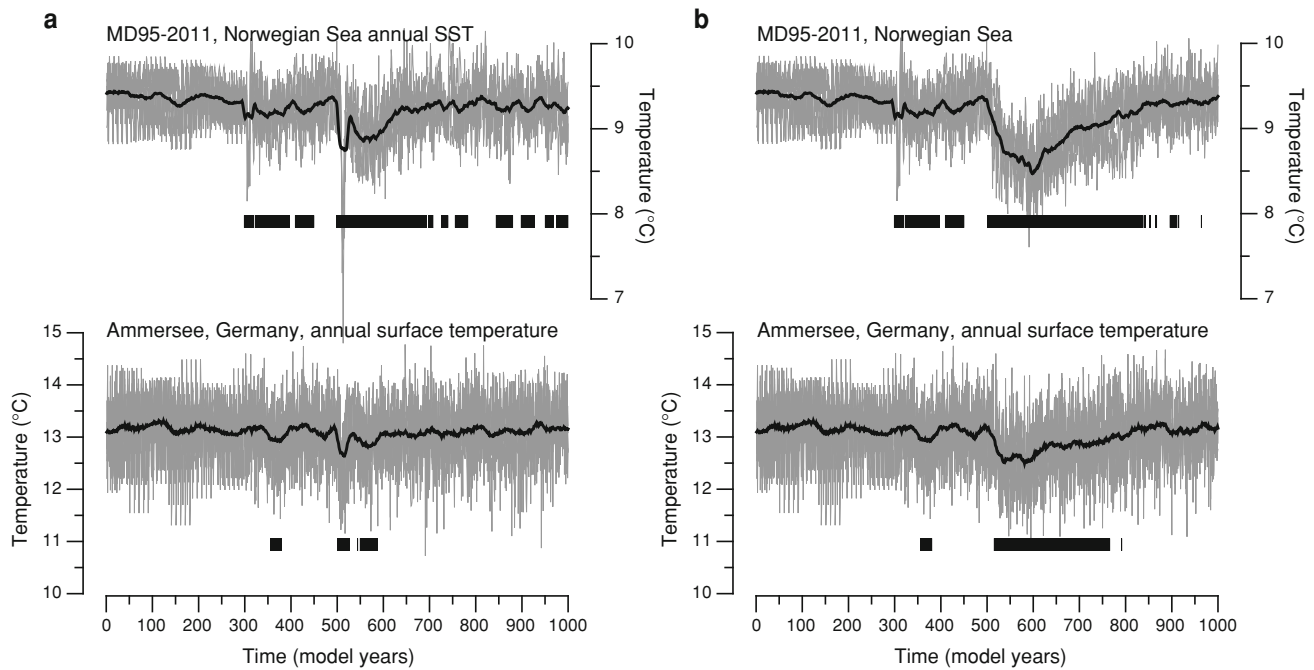 a
MD95-2011, Norwegian Sea annual SST
10
9
8
7
Temperature (°C)
Ammersee, Germany, annual surface temperature
15
14
13
12
11
10
Temperature (°C)
0 100 200 300 400 500 600 700 800 900 1000
Time (model years)
b
MD95-2011, Norwegian Sea
10
9
8
7
Temperature (°C)
Ammersee, Germany, annual surface temperature
15
14
13
12
11
10
Temperature (°C)
0 100 200 300 400 500 600 700 800 900 1000
Time (model years)